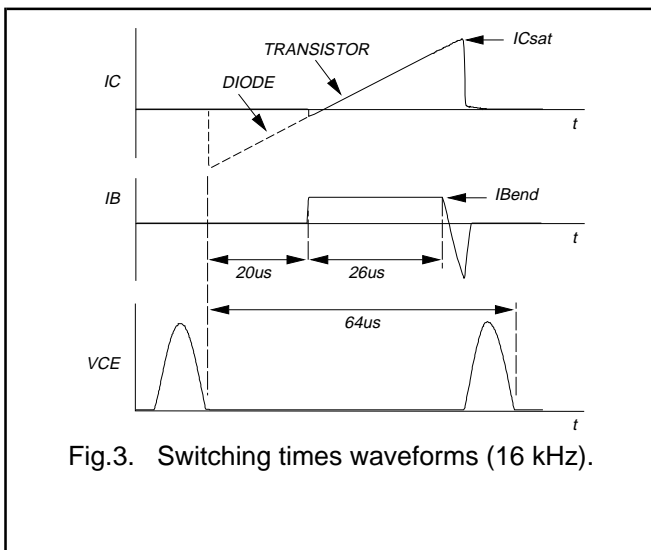 ICsat
TRANSISTOR
IC
DIODE
t
IB
IBend
t
20us
26us
64us
VCE
t
Fig.3. Switching times waveforms (16 kHz).